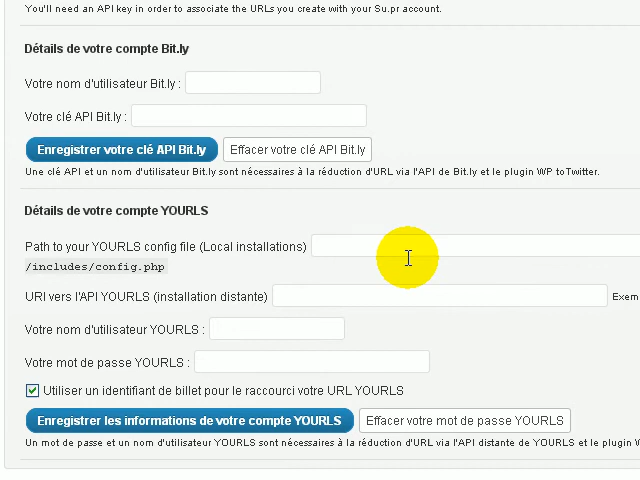 You'll need an API key in order to associate the URLs you create with your Su.pr account.
Détails de votre compte Bit.ly
Votre nom d'utilisateur Bit.ly :
Votre clé API Bit.ly :
Enregistrer votre clé API Bit.ly Effacer votre clé API Bit.ly
Une clé API et un nom d'utilisateur Bit.ly sont nécessaires à la réduction d'URL via l'API de Bit.ly et le plugin WP toTwitter.
Détails de votre compte YOURLS
Path to your YOURLS config file (Local installations)
/includes/config.php
URI vers l'API YOURLS (installation distante) Exem
Votre nom d'utilisateur YOURLS :
Votre mot de passe YOURLS :
Utiliser un identifiant de billet pour le raccourci votre URL YOURLS
Enregistrer les informations de votre compte YOURLS Effacer votre mot de passe YOURLS
Un mot de passe et un nom d'utilisateur YOURLS sont nécessaires à la réduction d'URL via l'API distante de YOURLS et le plugin W